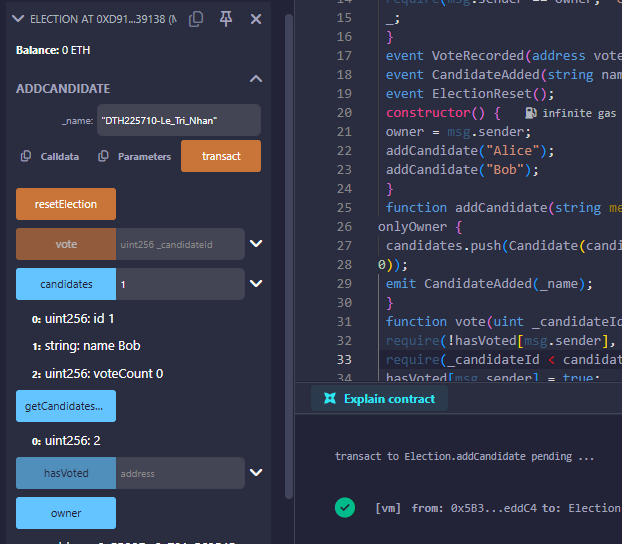 ELECTION AT 0XD91...39138 (M
Balance: 0 ETH
ADDCANDIDATE
_name:
"DTH225710-Le_Tri_Nhan"
Calldata
Parameters
transact
resetElection
vote
uint256 _candidateId
candidates
1
0: uint256: id 1
1: string: name Bob
2: uint256: voteCount 0
getCandidates...
0: uint256: 2
hasVoted
address
owner
14
15 _;
16 }
17 event VoteRecorded(address vote
18 event CandidateAdded(string nam
19 event ElectionReset();
20 constructor() { infinite gas
21 owner = msg.sender;
22 addCandidate("Alice");
23 addCandidate("Bob");
24 }
25 function addCandidate(string me
26 onlyOwner {
27 candidates.push(Candidate(candi
28 0));
29 emit CandidateAdded(_name);
30 }
31 function vote(uint _candidateId
32 require(!hasVoted[msg.sender],
33 require(_candidateId < candidat
34 hasVoted[msg.sender] = true;
Explain contract
transact to Election.addCandidate pending ...
[vm] from: 0x5B3...eddC4 to: Election